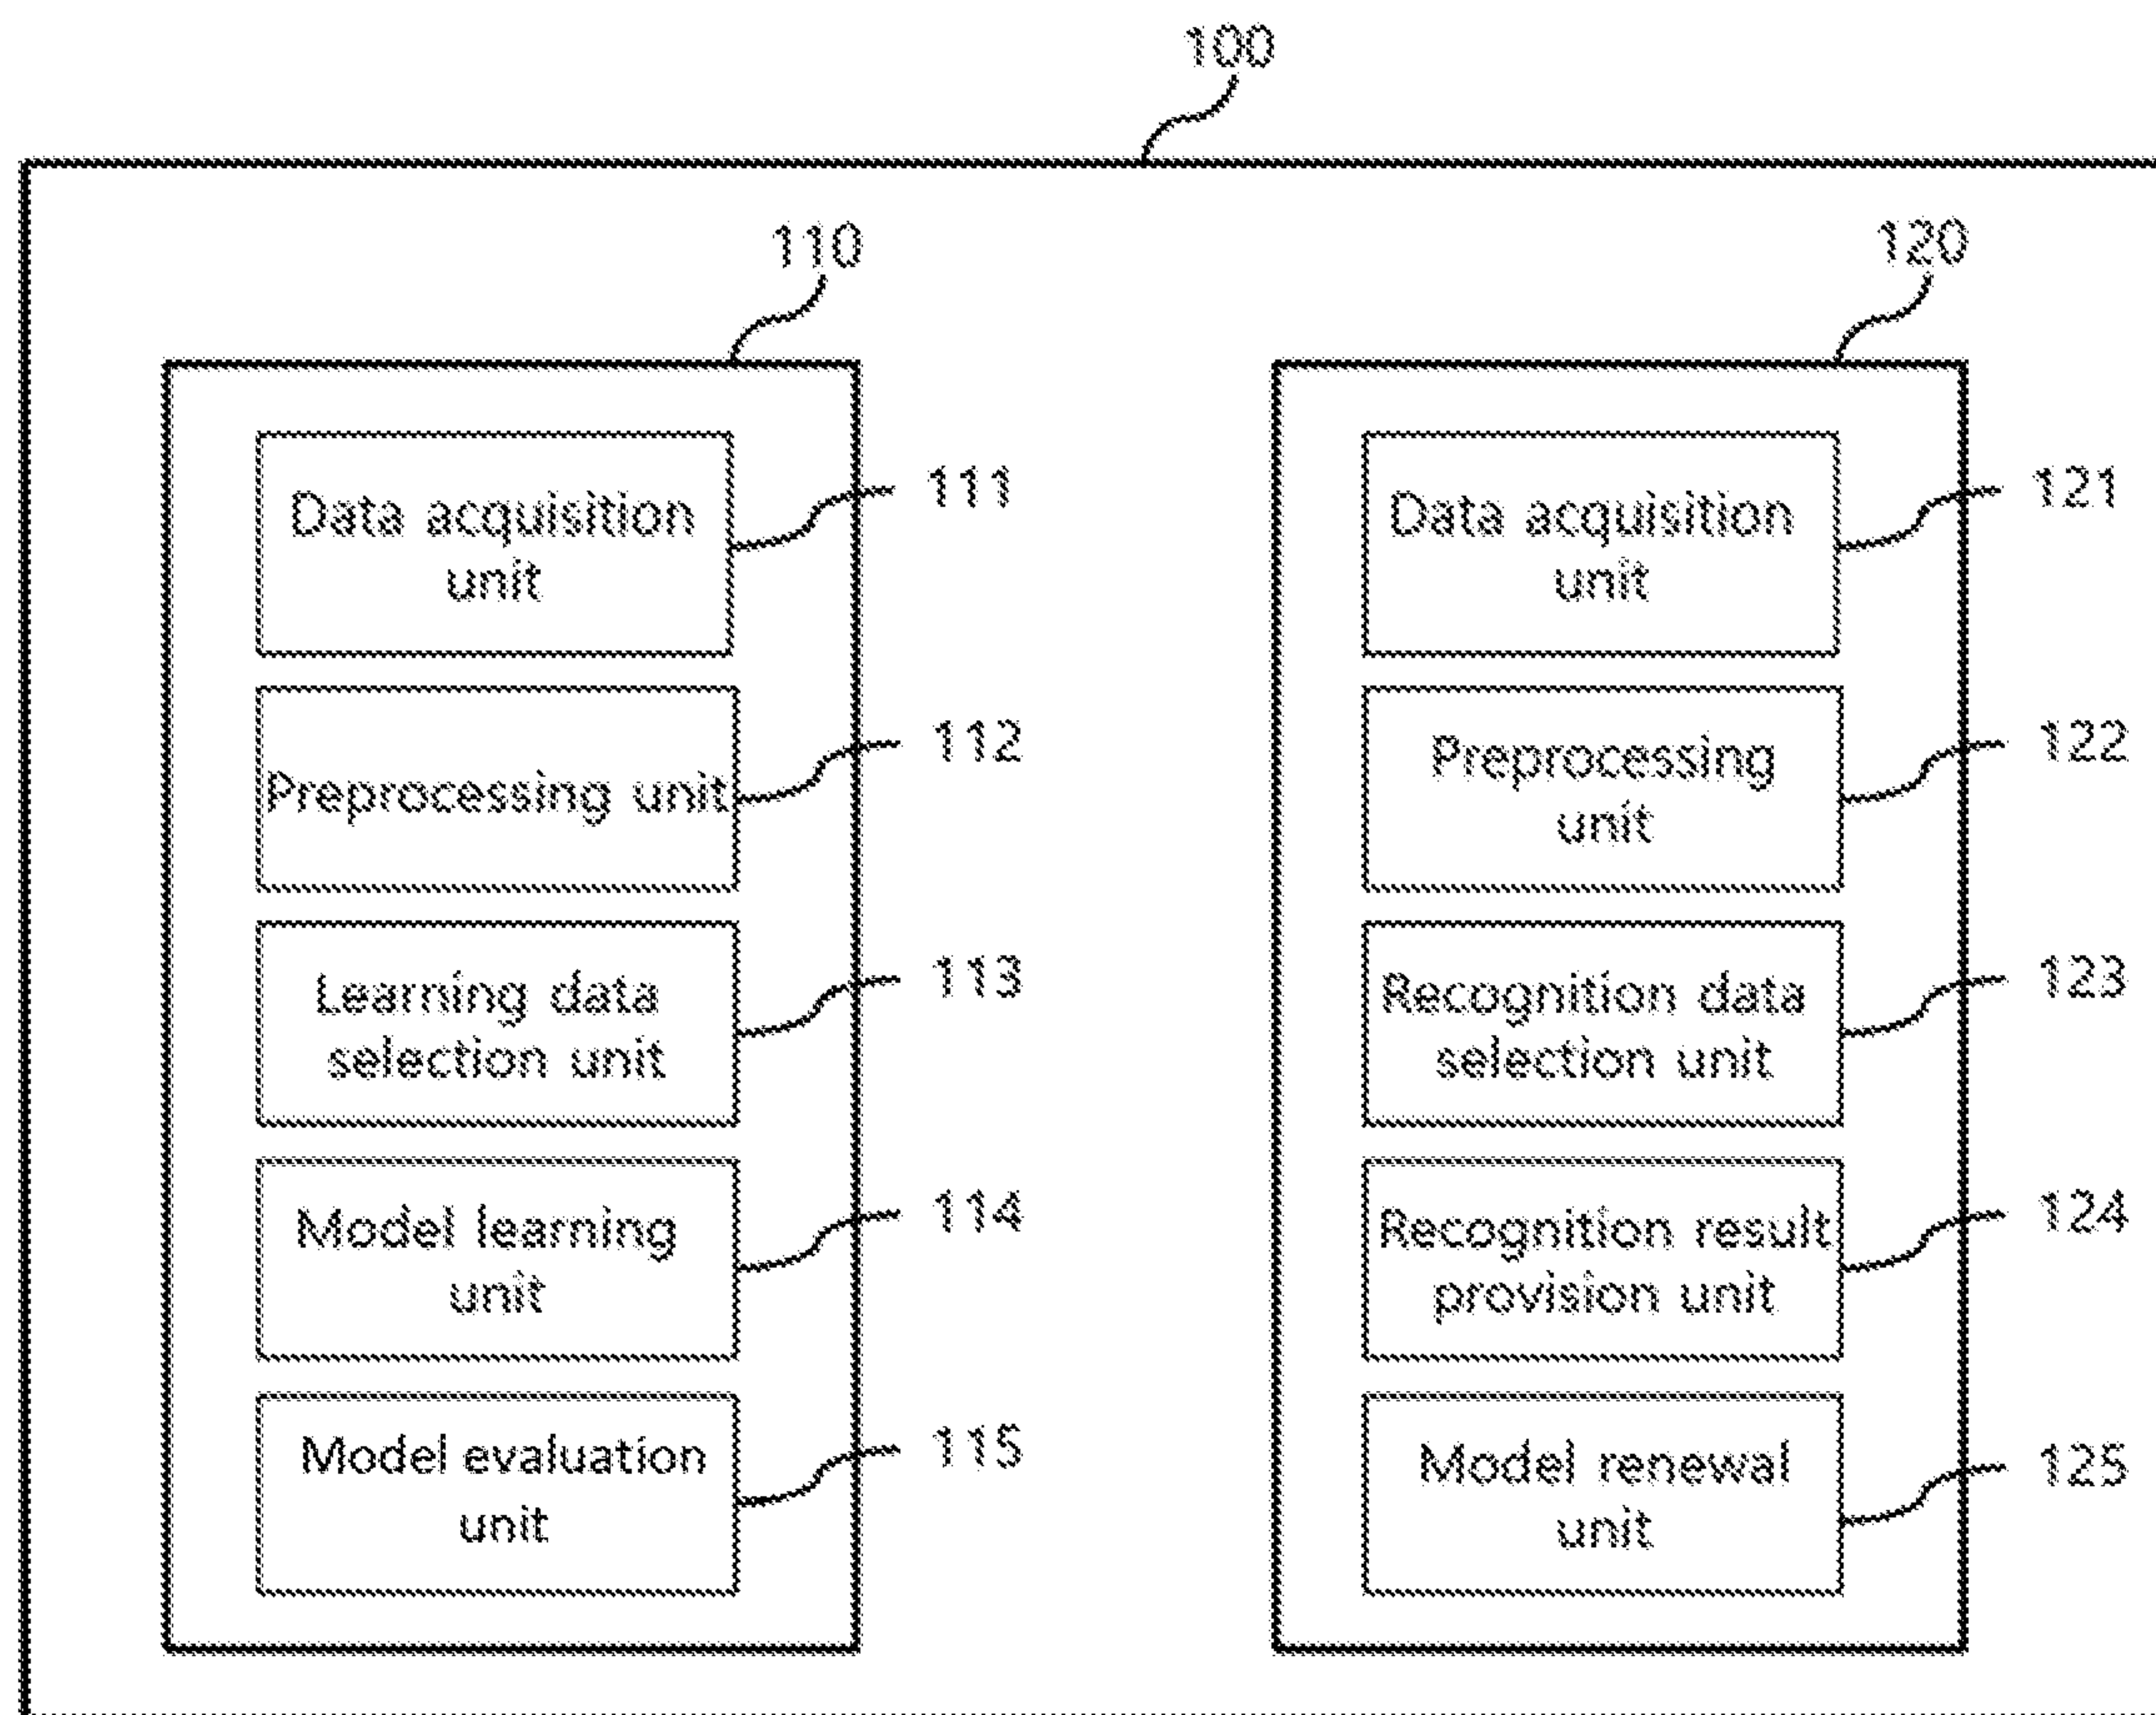 100
110
120
Data acquisition
unit
111
Preprocessing unit
112
Learning data
selection unit
113
Model learning
unit
114
Model evaluation
unit
115
Data acquisition
unit
121
Preprocessing
unit
122
Recognition data
selection unit
123
Recognition result
provision unit
124
Model renewal
unit
125